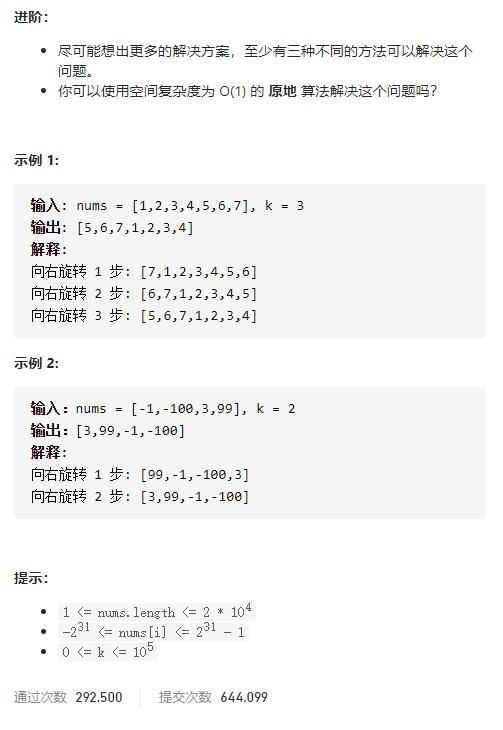 进阶：
尽可能想出更多的解决方案，至少有三种不同的方法可以解决这个
问题。
你可以使用空间复杂度为 O(1) 的 原地 算法解决这个问题吗？
示例 1:
输入: nums = [1,2,3,4,5,6,7], k = 3
输出: [5,6,7,1,2,3,4]
解释:
向右旋转 1 步: [7,1,2,3,4,5,6]
向右旋转 2 步: [6,7,1,2,3,4,5]
向右旋转 3 步: [5,6,7,1,2,3,4]
示例 2:
输入：nums = [-1,-100,3,99], k = 2
输出：[3,99,-1,-100]
解释:
向右旋转 1 步: [99,-1,-100,3]
向右旋转 2 步: [3,99,-1,-100]
提示：
1 <= nums.length <= 2 * 10^4
-2^31 <= nums[i] <= 2^31 - 1
0 <= k <= 10^5
通过次数 292,500 提交次数 644,099